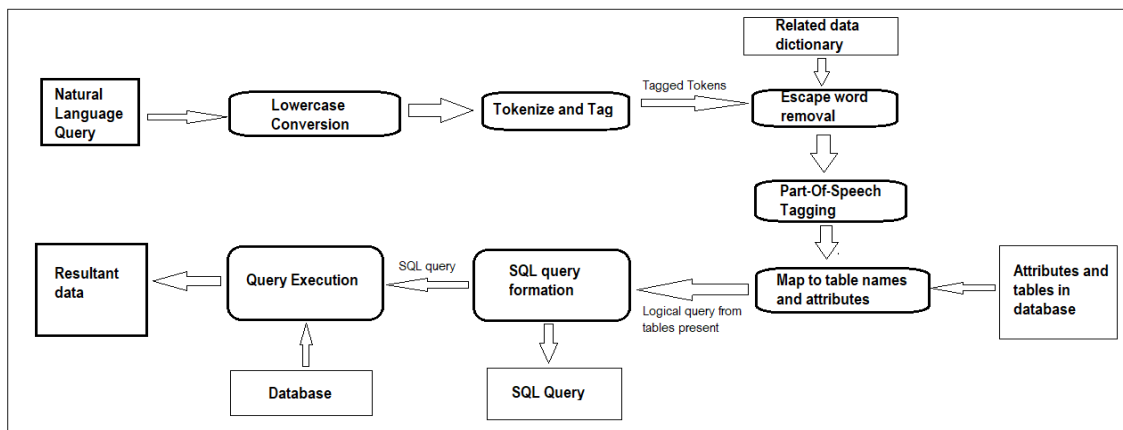 Related data
dictionary
Natural
Language
Query
Lowercase
Conversion
Tokenize and Tag
Tagged Tokens
Escape word
removal
Part-Of-Speech
Tagging
Resultant
data
Query Execution
SQL query
SQL query
formation
Logical query from
tables present
Map to table names
and attributes
Attributes and
tables in
database
Database
SQL Query